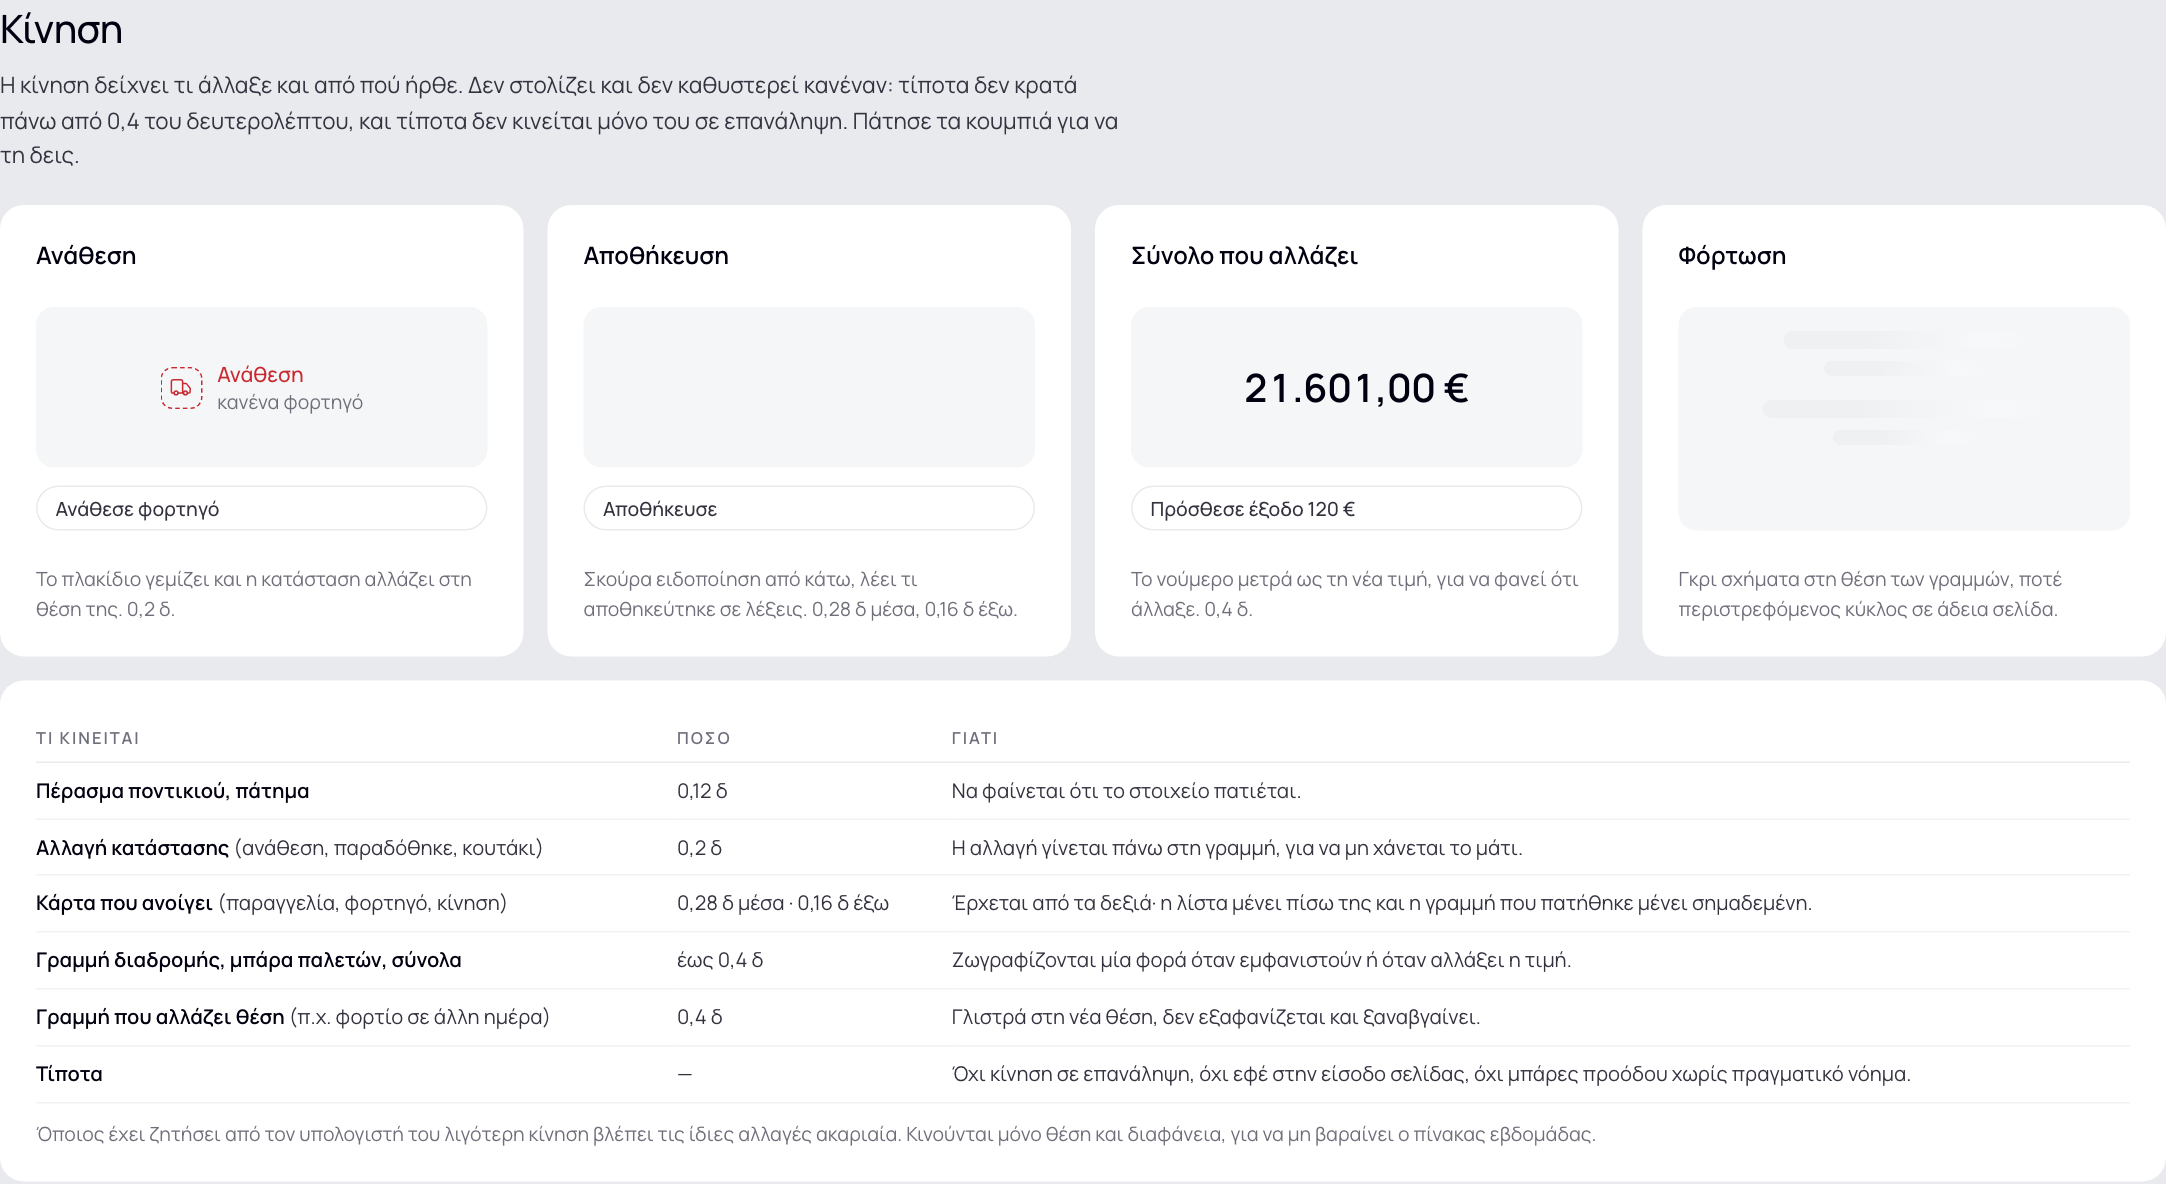 Κίνηση
Η κίνηση δείχνει τι άλλαξε και από πού ήρθε. Δεν στολίζει και δεν καθυστερεί κανέναν: τίποτα δεν κρατά
πάνω από 0,4 του δευτερολέπτου, και τίποτα δεν κινείται μόνο του σε επανάληψη. Πάτησε τα κουμπιά για να
τη δεις.
Ανάθεση
Ανάθεση
κανένα φορτηγό
Ανάθεσε φορτηγό
Το πλακίδιο γεμίζει και η κατάσταση αλλάζει στη
θέση της. 0,2 δ.
Αποθήκευση
Αποθήκευσε
Σκούρα ειδοποίηση από κάτω, λέει τι
αποθηκεύτηκε σε λέξεις. 0,28 δ μέσα, 0,16 δ έξω.
Σύνολο που αλλάζει
21.601,00 €
Πρόσθεσε έξοδο 120 €
Το νούμερο μετρά ως τη νέα τιμή, για να φανεί ότι
άλλαξε. 0,4 δ.
Φόρτωση
Γκρι σχήματα στη θέση των γραμμών, ποτέ
περιστρεφόμενος κύκλος σε άδεια σελίδα.
ΤΙ ΚΙΝΕΙΤΑΙ ΠΟΣΟ ΓΙΑΤΙ
Πέρασμα ποντικιού, πάτημα 0,12 δ Να φαίνεται ότι το στοιχείο πατιέται.
Αλλαγή κατάστασης (ανάθεση, παραδόθηκε, κουτάκι) 0,2 δ Η αλλαγή γίνεται πάνω στη γραμμή, για να μη χάνεται το μάτι.
Κάρτα που ανοίγει (παραγγελία, φορτηγό, κίνηση) 0,28 δ μέσα · 0,16 δ έξω Έρχεται από τα δεξιά· η λίστα μένει πίσω της και η γραμμή που πατήθηκε μένει σημαδεμένη.
Γραμμή διαδρομής, μπάρα παλετών, σύνολα έως 0,4 δ Ζωγραφίζονται μία φορά όταν εμφανιστούν ή όταν αλλάξει η τιμή.
Γραμμή που αλλάζει θέση (π.χ. φορτίο σε άλλη ημέρα) 0,4 δ Γλιστρά στη νέα θέση, δεν εξαφανίζεται και ξαναβγαίνει.
Τίποτα — Όχι κίνηση σε επανάληψη, όχι εφέ στην είσοδο σελίδας, όχι μπάρες προόδου χωρίς πραγματικό νόημα.
Όποιος έχει ζητήσει από τον υπολογιστή του λιγότερη κίνηση βλέπει τις ίδιες αλλαγές ακαριαία. Κινούνται μόνο θέση και διαφάνεια, για να μη βαραίνει ο πίνακας εβδομάδας.